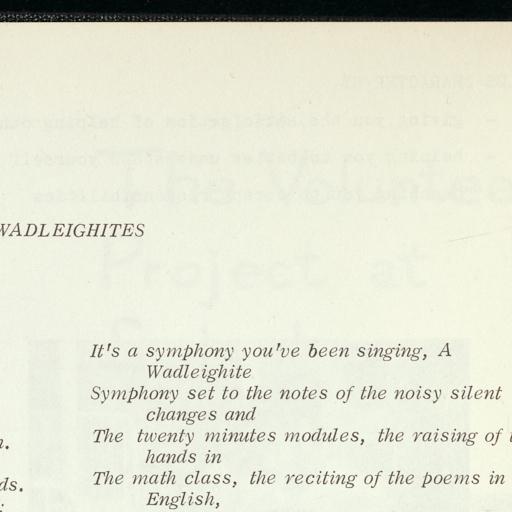 WADLEIGHITES
It's a symphony you've been singing, A
Wadleighite
Symphony set to the notes of the noisy silent
changes and
n.
The twenty minutes modules, the raising of
hands in
ds.
The math class, the reciting of the poems in
English,